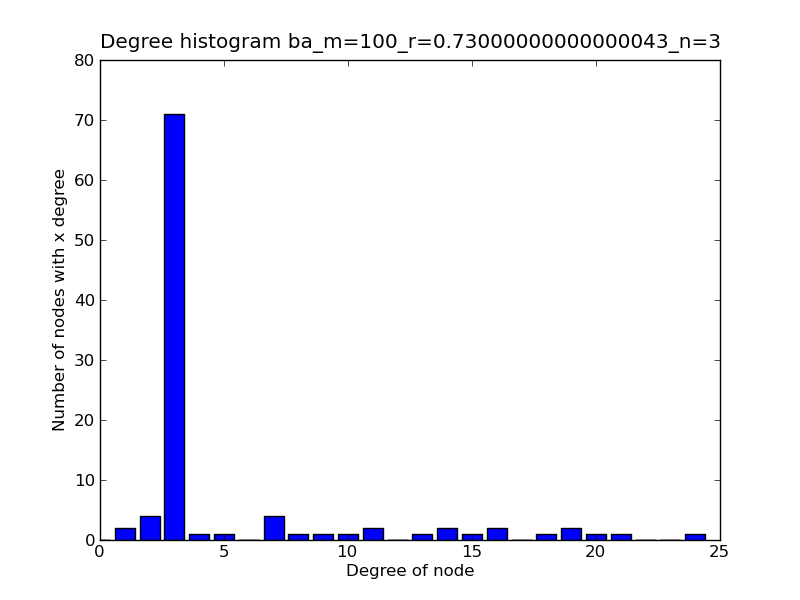 Degree histogram ba_m=100_r=0.73000000000000043_n=3
80
70
60
50
40
30
20
10
0
Number of nodes with x degree
0 5 10 15 20 25
Degree of node